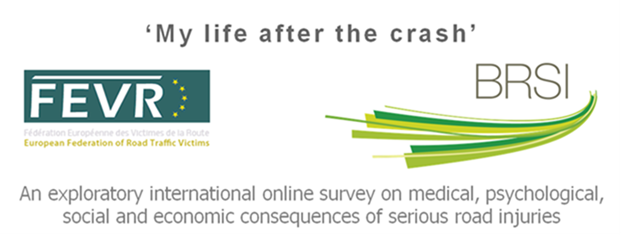 ‘My life after the crash’
FEVR
BRSI
Fédération Européenne des Victimes de la Route
European Federation of Road Traffic Victims
An exploratory international online survey on medical, psychological,
social and economic consequences of serious road injuries